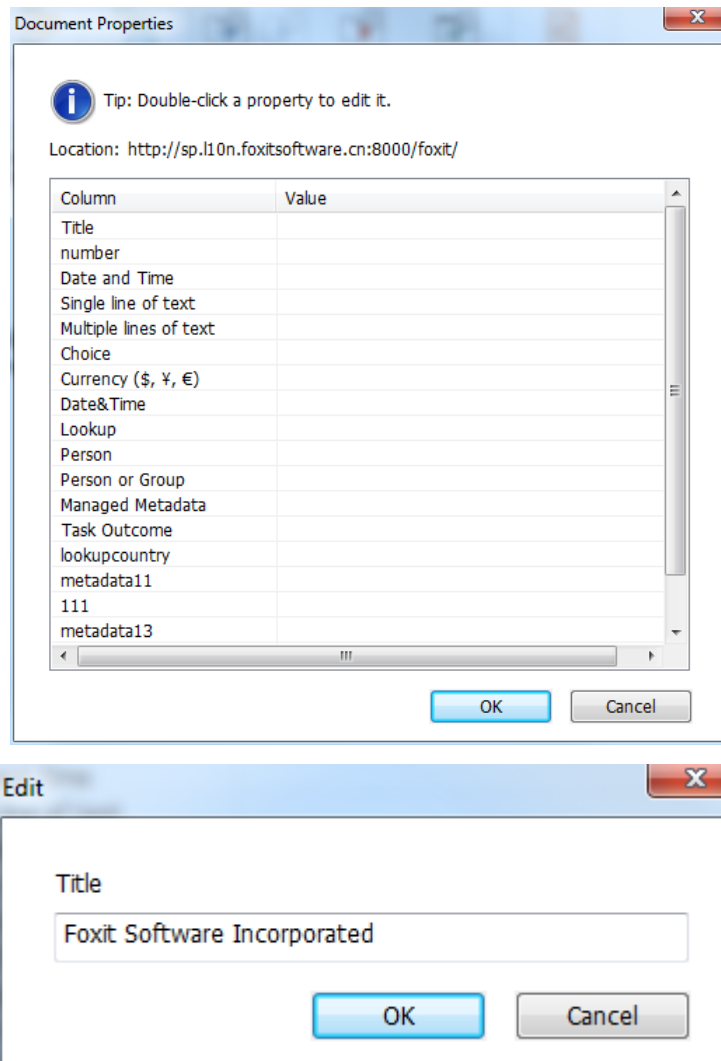 Document Properties
Tip: Double-click a property to edit it.
Location: http://sp.l10n.foxitsoftware.cn:8000/foxit/
Column Value
Title
number
Date and Time
Single line of text
Multiple lines of text
Choice
Currency ($, ¥, €)
Date&Time
Lookup
Person
Person or Group
Managed Metadata
Task Outcome
lookupcountry
metadata11
111
metadata13
OK Cancel
Edit
Title
Foxit Software Incorporated
OK Cancel